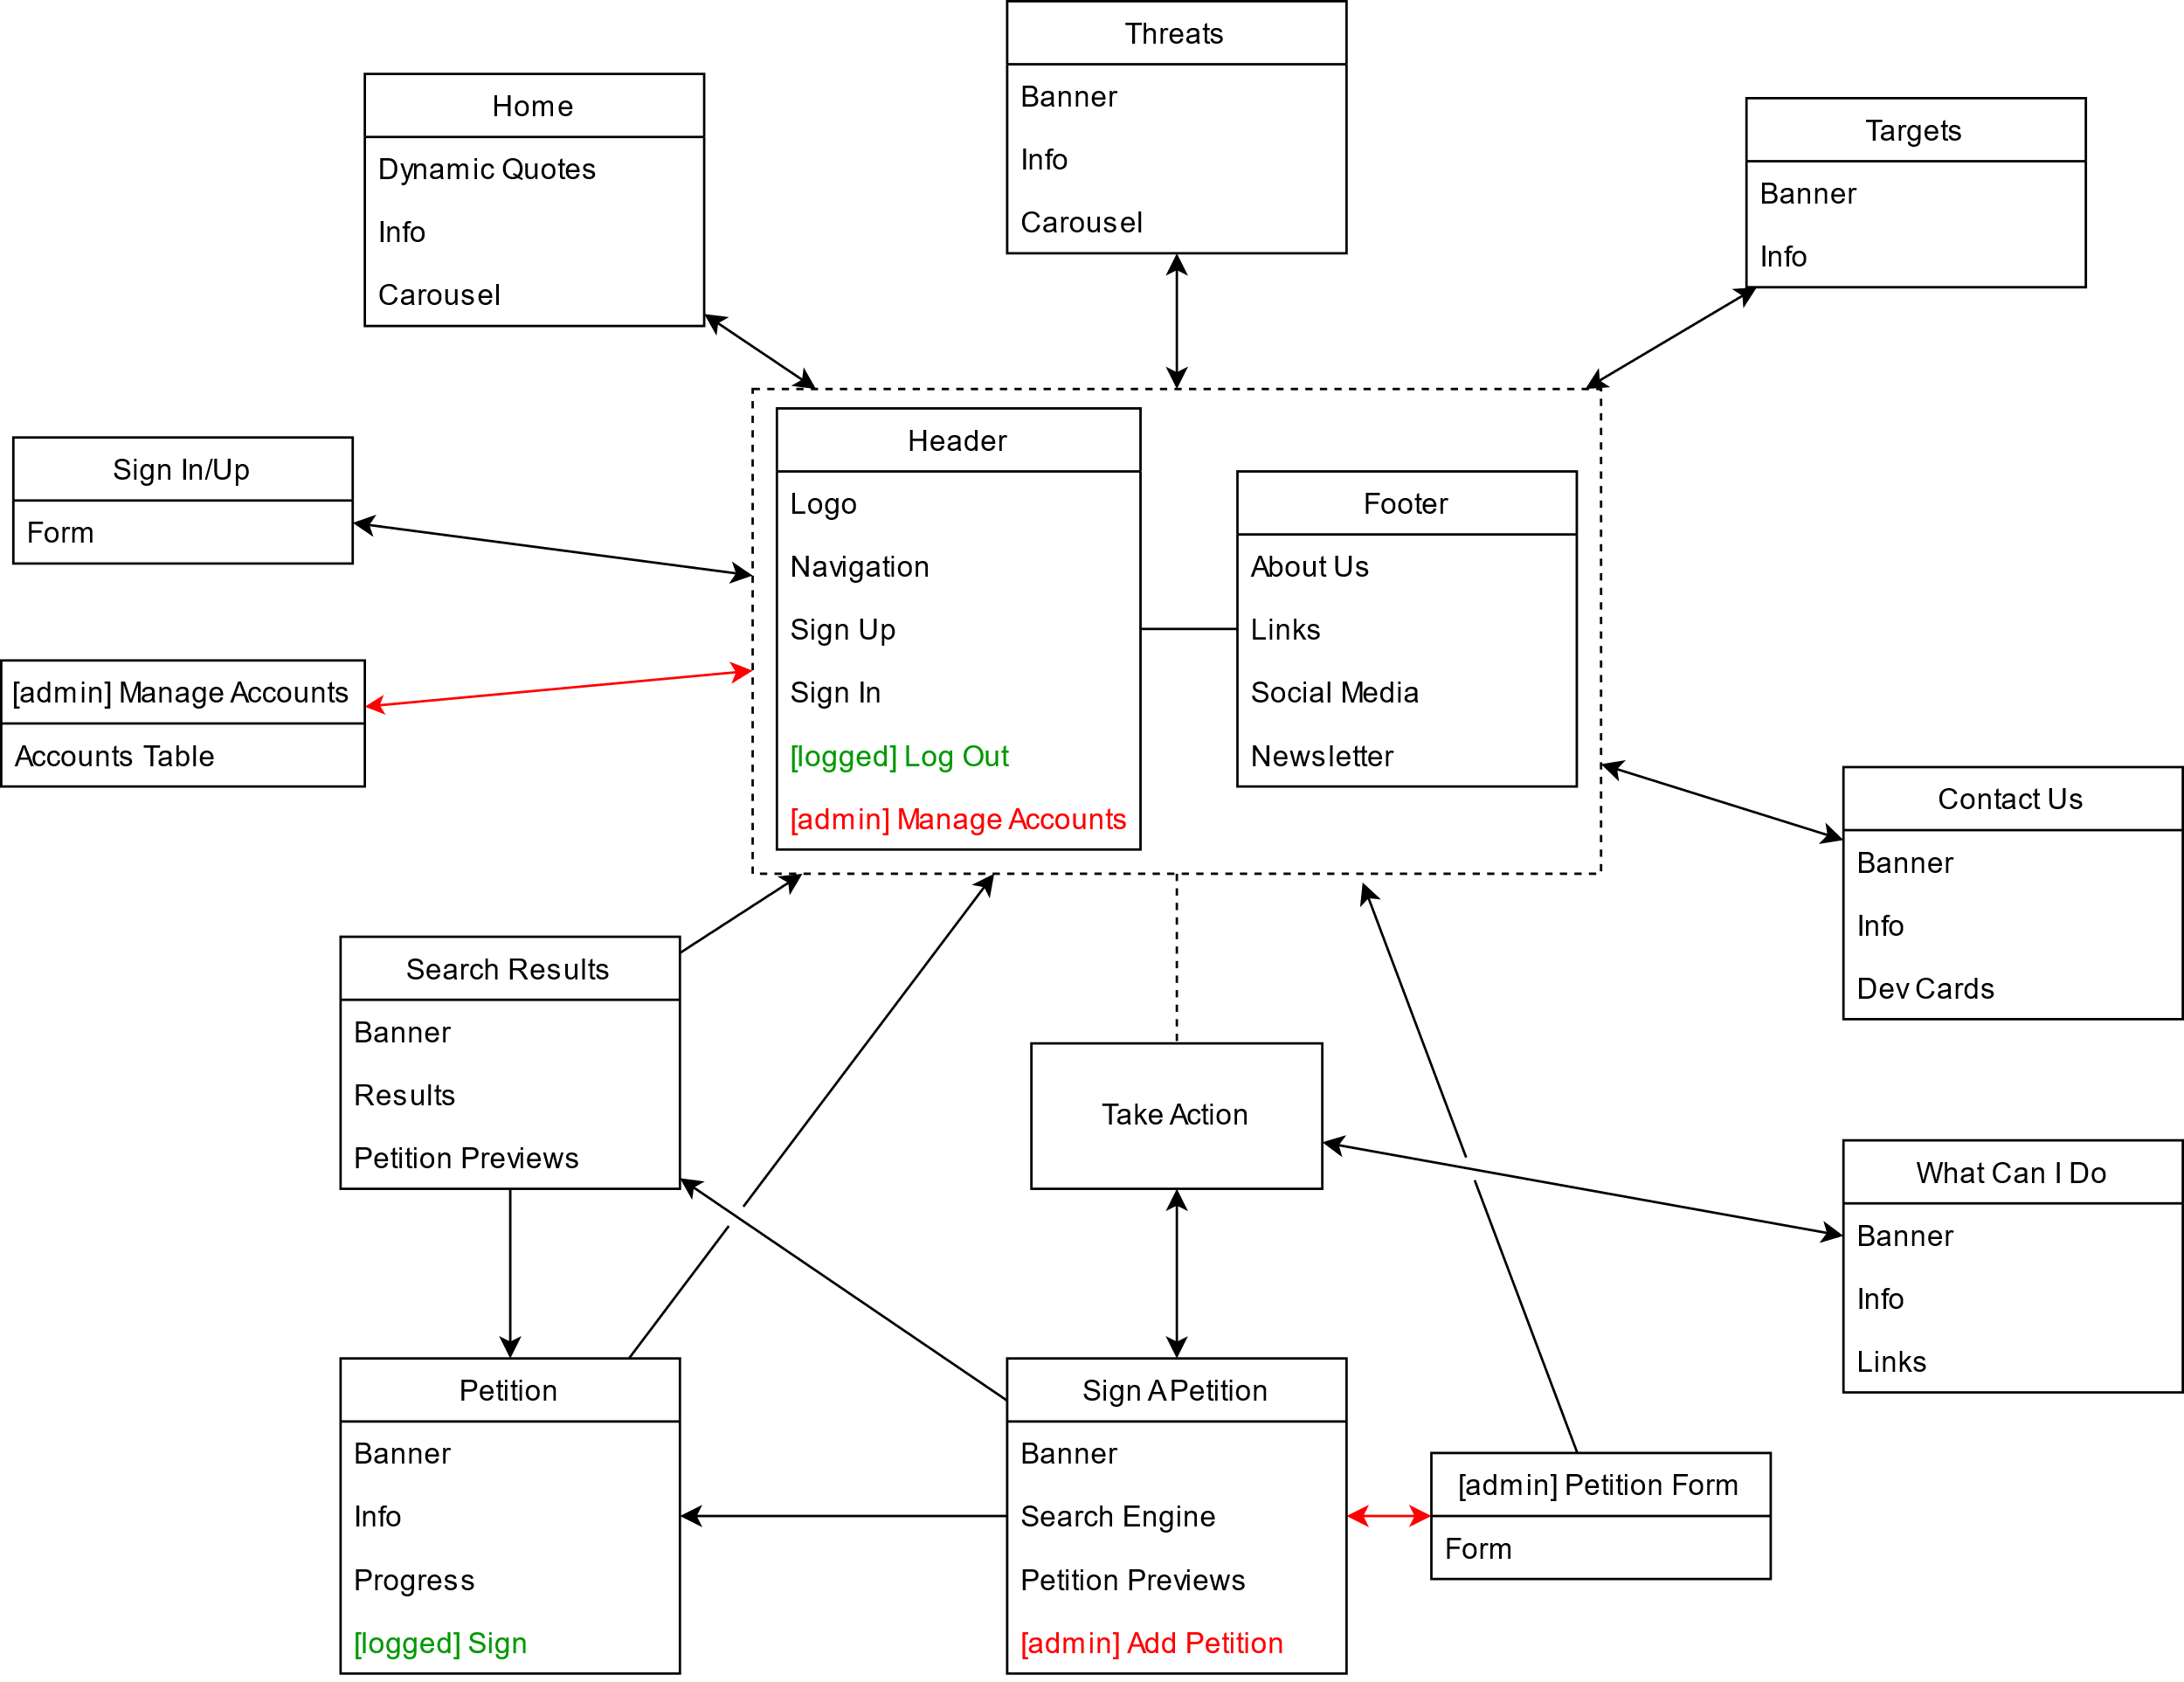 Threats
Banner
Info
Carousel
Home
Dynamic Quotes
Info
Carousel
Targets
Banner
Info
Header
Logo
Navigation
Sign Up
Sign In
[logged] Log Out
[admin] Manage Accounts
Footer
About Us
Links
Social Media
Newsletter
Sign In/Up
Form
[admin] Manage Accounts
Accounts Table
Contact Us
Banner
Info
Dev Cards
Search Results
Banner
Results
Petition Previews
Take Action
What Can I Do
Banner
Info
Links
Petition
Banner
Info
Progress
[logged] Sign
Sign A Petition
Banner
Search Engine
Petition Previews
[admin] Add Petition
[admin] Petition Form
Form